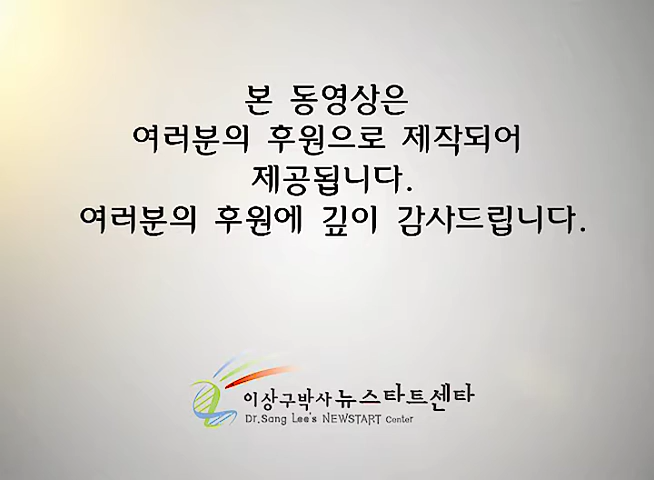 본 동영상은
여러분의 후원으로 제작되어
제공됩니다.
여러분의 후원에 깊이 감사드립니다.
이상구박사뉴스타트센타
Dr.Sang Lee's NEWSTART Center